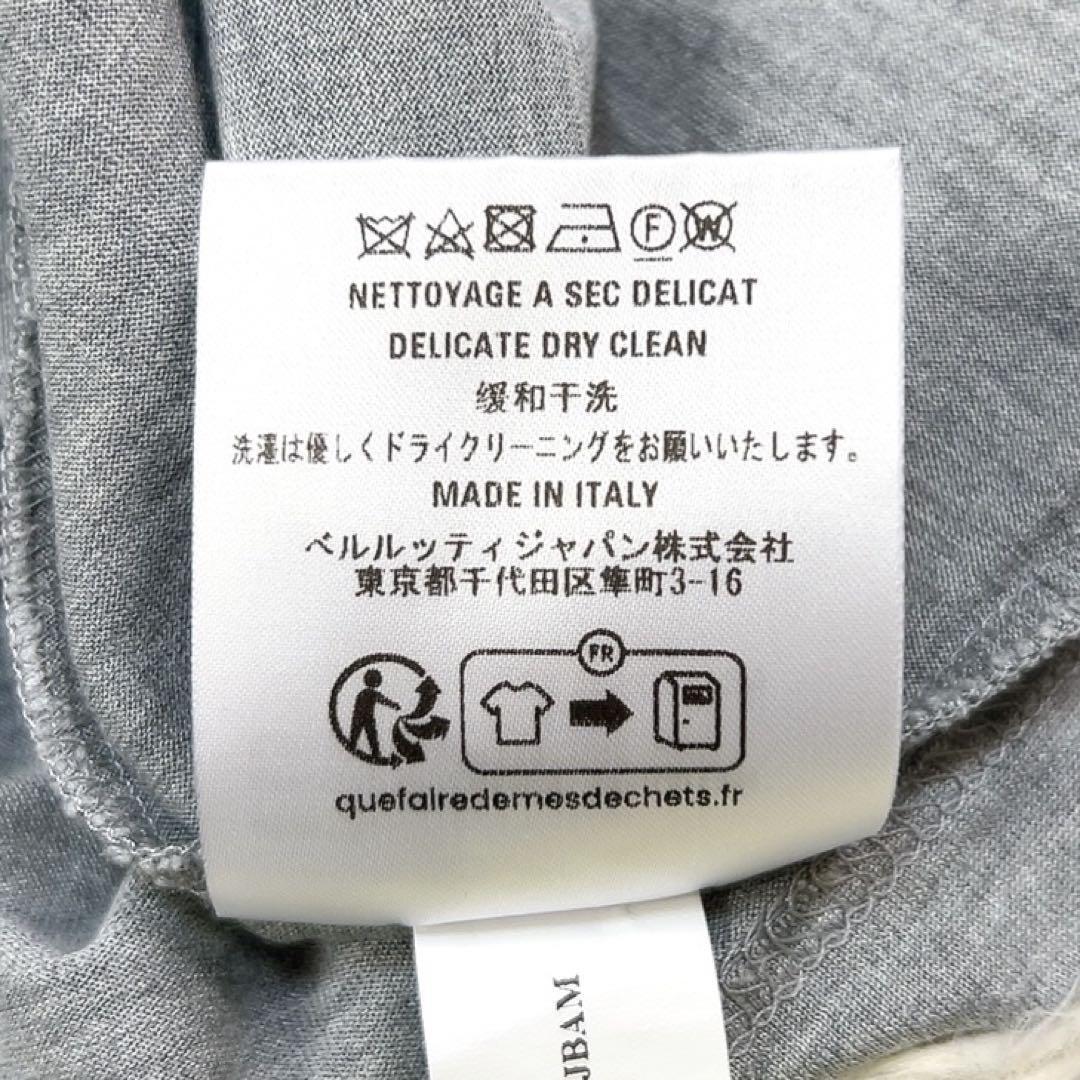 F W
NETTOYAGE A SEC DELICAT
DELICATE DRY CLEAN
缓和干洗
洗濯は優しくドライクリーニングをお願いいたします。
MADE IN ITALY
ベルルッティジャパン株式会社
東京都千代田区隼町3-16
FR
quefairedemesdechets.fr
JBAM